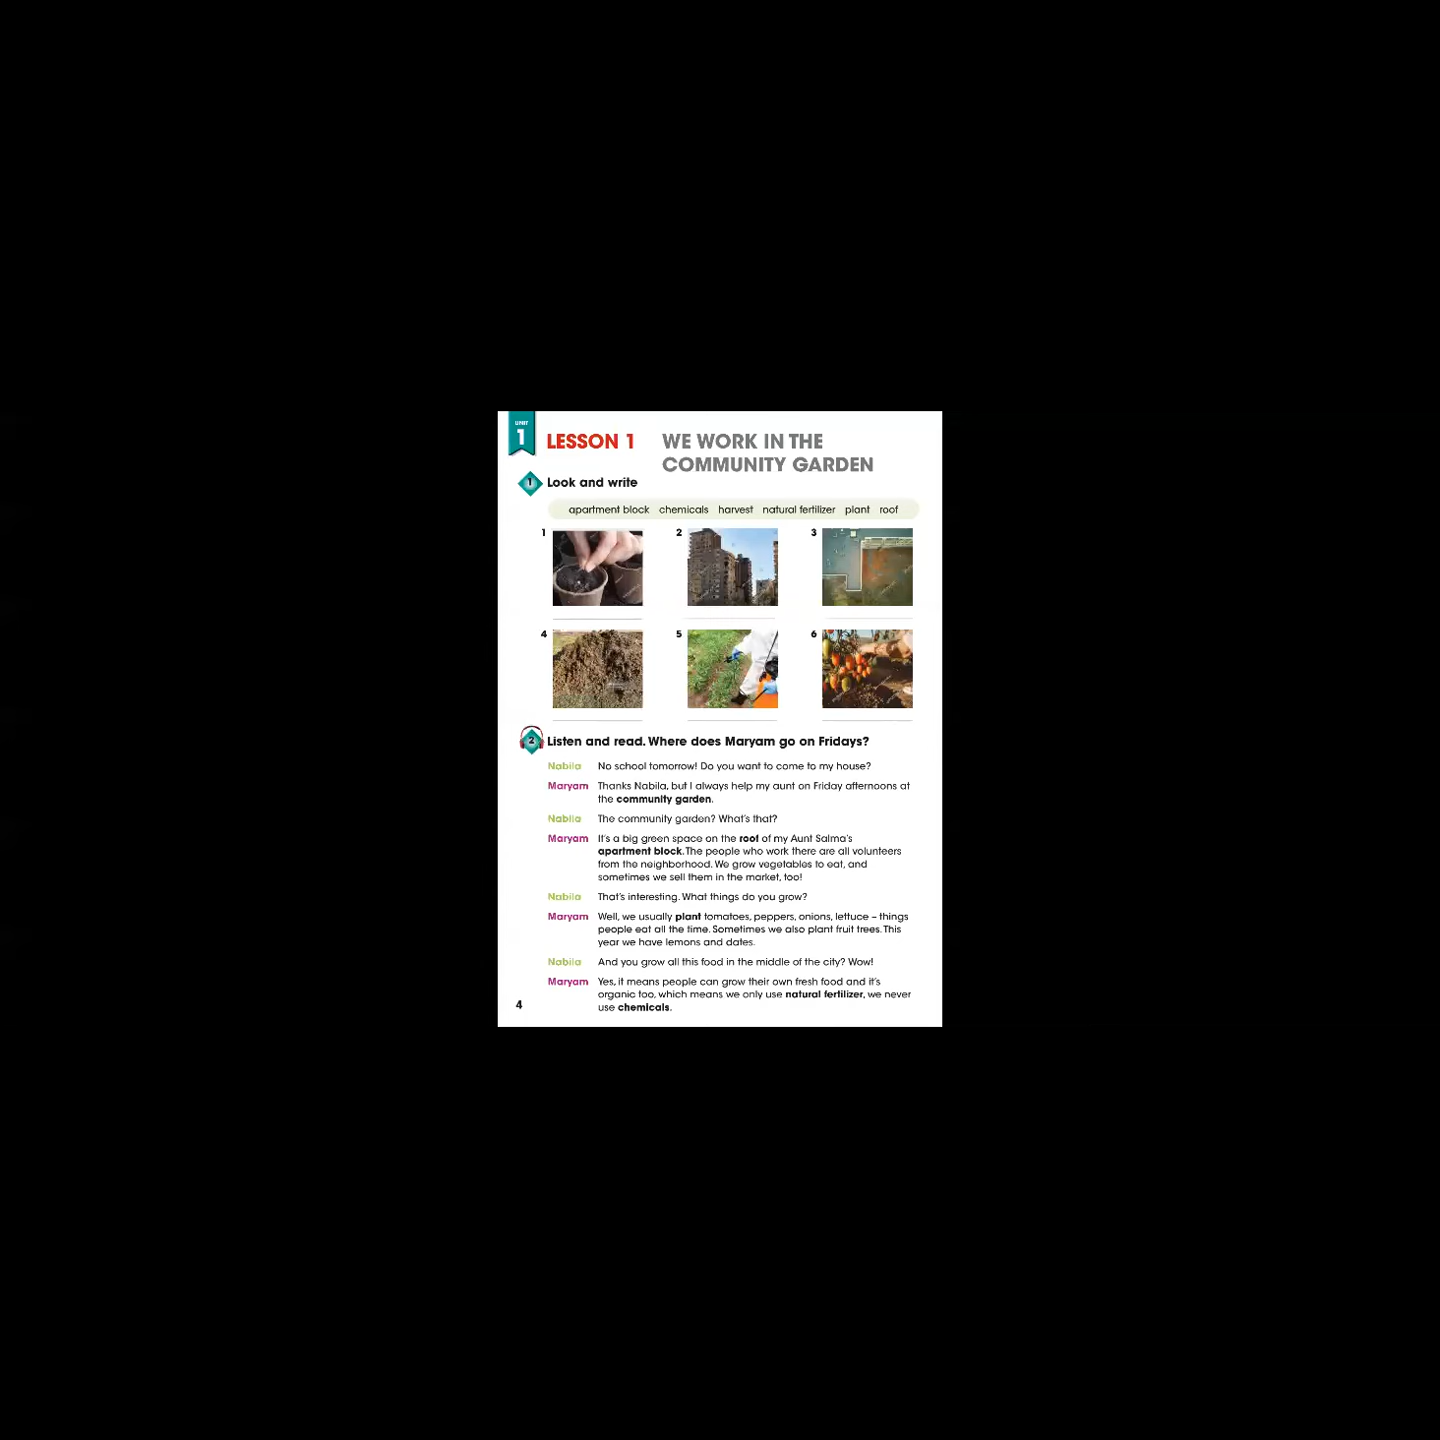 UNIT
1
LESSON 1
WE WORK IN THE
COMMUNITY GARDEN
1 Look and write
apartment block chemicals harvest natural fertilizer plant roof
1 2 3
4 5 6
2 Listen and read. Where does Maryam go on Fridays?
Nabila No school tomorrow! Do you want to come to my house?
Maryam Thanks Nabila, but I always help my aunt on Friday afternoons at
the community garden.
Nabila The community garden? What's that?
Maryam It's a big green space on the roof of my Aunt Salma's
apartment block. The people who work there are all volunteers
from the neighborhood. We grow vegetables to eat, and
sometimes we sell them in the market, too!
Nabila That's interesting. What things do you grow?
Maryam Well, we usually plant tomatoes, peppers, onions, lettuce – things
people eat all the time. Sometimes we also plant fruit trees. This
year we have lemons and dates.
Nabila And you grow all this food in the middle of the city? Wow!
Maryam Yes, it means people can grow their own fresh food and it's
organic too, which means we only use natural fertilizer, we never
use chemicals.
4